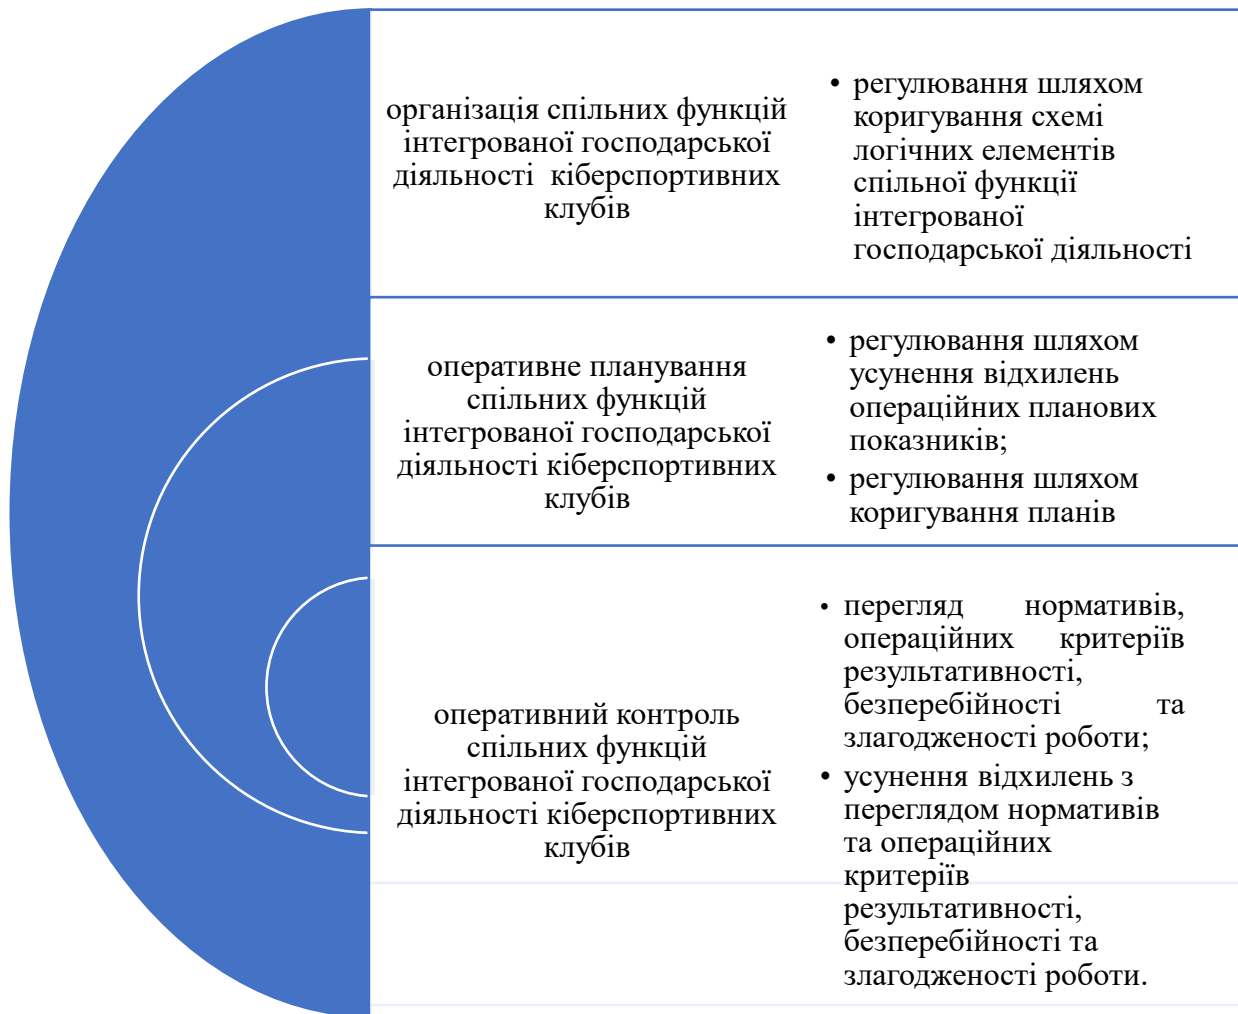 організація спільних функцій
інтегрованої господарської
діяльності  кіберспортивних
клубів
• регулювання шляхом
коригування схемі
логічних елементів
спільної функції
інтегрованої
господарської діяльності
оперативне планування
спільних функцій
інтегрованої господарської
діяльності кіберспортивних
клубів
• регулювання шляхом
усунення відхилень
операційних планових
показників;
• регулювання шляхом
коригування планів
оперативний контроль
спільних функцій
інтегрованої господарської
діяльності кіберспортивних
клубів
• перегляд нормативів,
операційних критеріїв
результативності,
безперебійності та
злагодженості роботи;
• усунення відхилень з
переглядом нормативів
та операційних
критеріїв
результативності,
безперебійності та
злагодженості роботи.